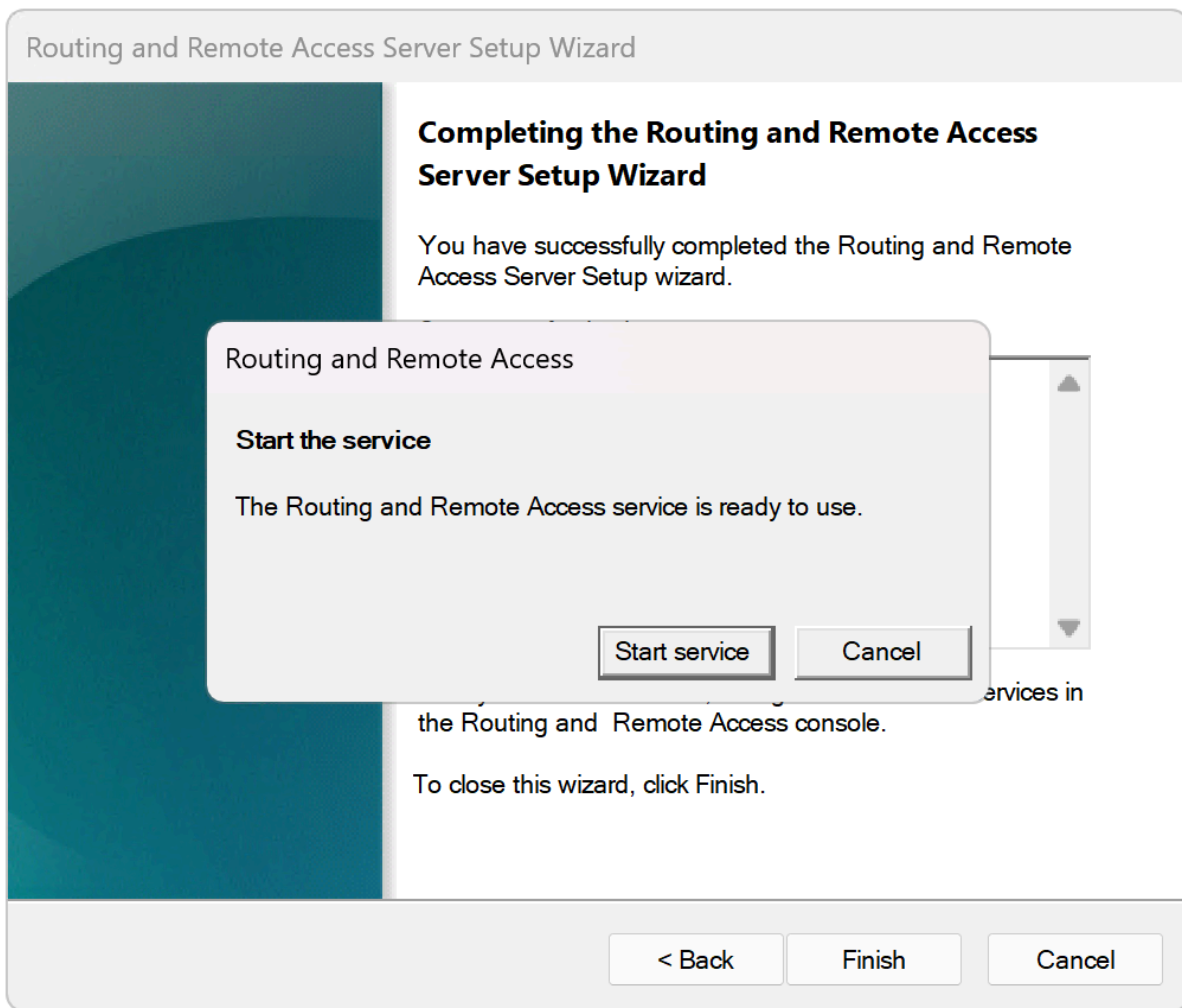 Routing and Remote Access Server Setup Wizard
Completing the Routing and Remote Access
Server Setup Wizard
You have successfully completed the Routing and Remote
Access Server Setup wizard.
Routing and Remote Access
Start the service
The Routing and Remote Access service is ready to use.
Start service
Cancel
ervices in
the Routing and  Remote Access console.
To close this wizard, click Finish.
< Back
Finish
Cancel